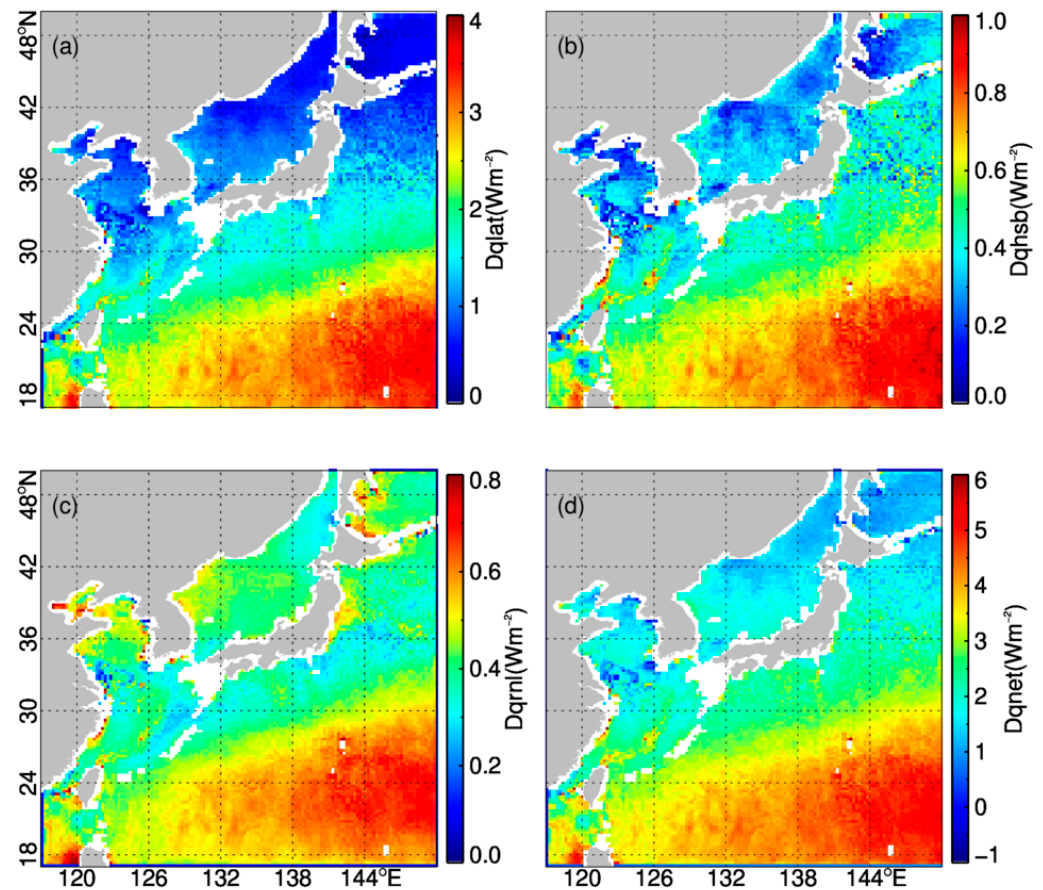 (a)
48°N
42
36
30
24
18
4
3
2
1
0
Dqlat(Wm⁻²)
(b)
1.0
0.8
0.6
0.4
0.2
0.0
Dqhsb(Wm⁻²)
(c)
48°N
42
36
30
24
18
120 126 132 138 144°E
0.8
0.6
0.4
0.2
0.0
Dqrnl(Wm⁻²)
(d)
120 126 132 138 144°E
6
5
4
3
2
1
0
−1
Dqnet(Wm⁻²)